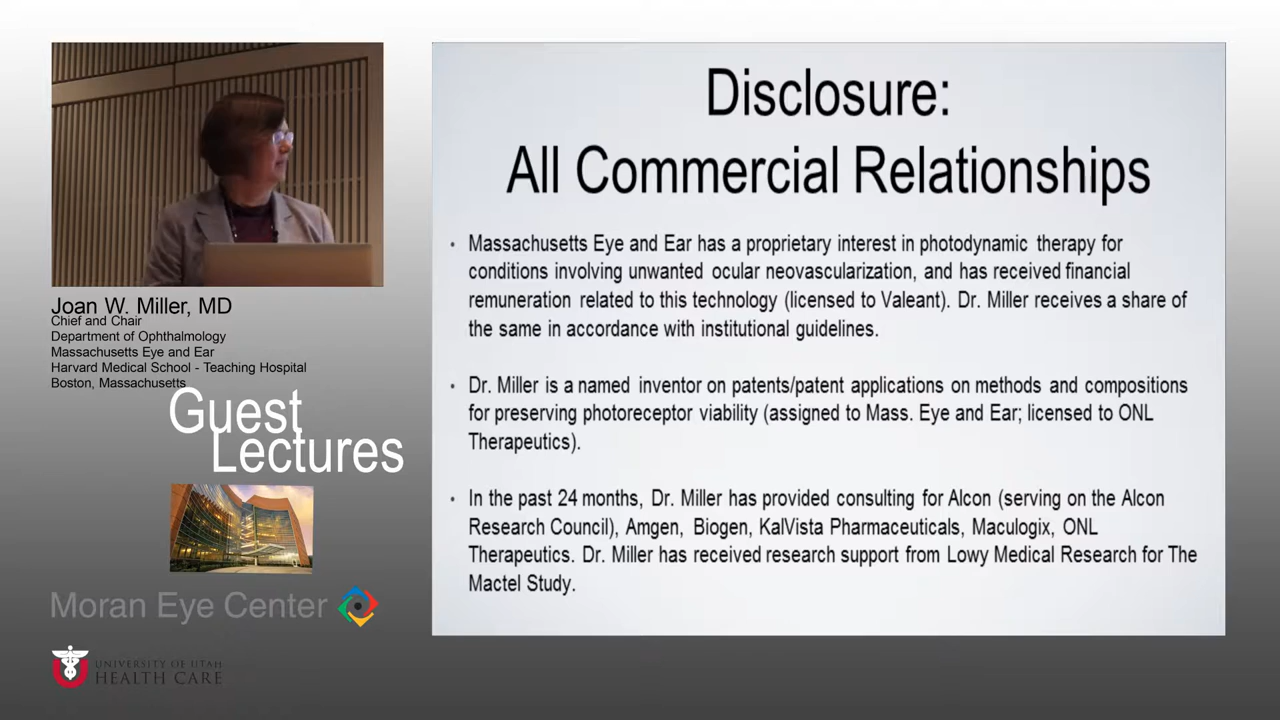 Joan W. Miller, MD
Chief and Chair
Department of Ophthalmology
Massachusetts Eye and Ear
Harvard Medical School - Teaching Hospital
Boston, Massachusetts
Guest
Lectures
Moran Eye Center
UNIVERSITY OF UTAH
HEALTH CARE
Disclosure:
All Commercial Relationships
• Massachusetts Eye and Ear has a proprietary interest in photodynamic therapy for
conditions involving unwanted ocular neovascularization, and has received financial
remuneration related to this technology (licensed to Valeant). Dr. Miller receives a share of
the same in accordance with institutional guidelines.
• Dr. Miller is a named inventor on patents/patent applications on methods and compositions
for preserving photoreceptor viability (assigned to Mass. Eye and Ear; licensed to ONL
Therapeutics).
• In the past 24 months, Dr. Miller has provided consulting for Alcon (serving on the Alcon
Research Council), Amgen, Biogen, KalVista Pharmaceuticals, Maculogix, ONL
Therapeutics. Dr. Miller has received research support from Lowy Medical Research for The
Mactel Study.